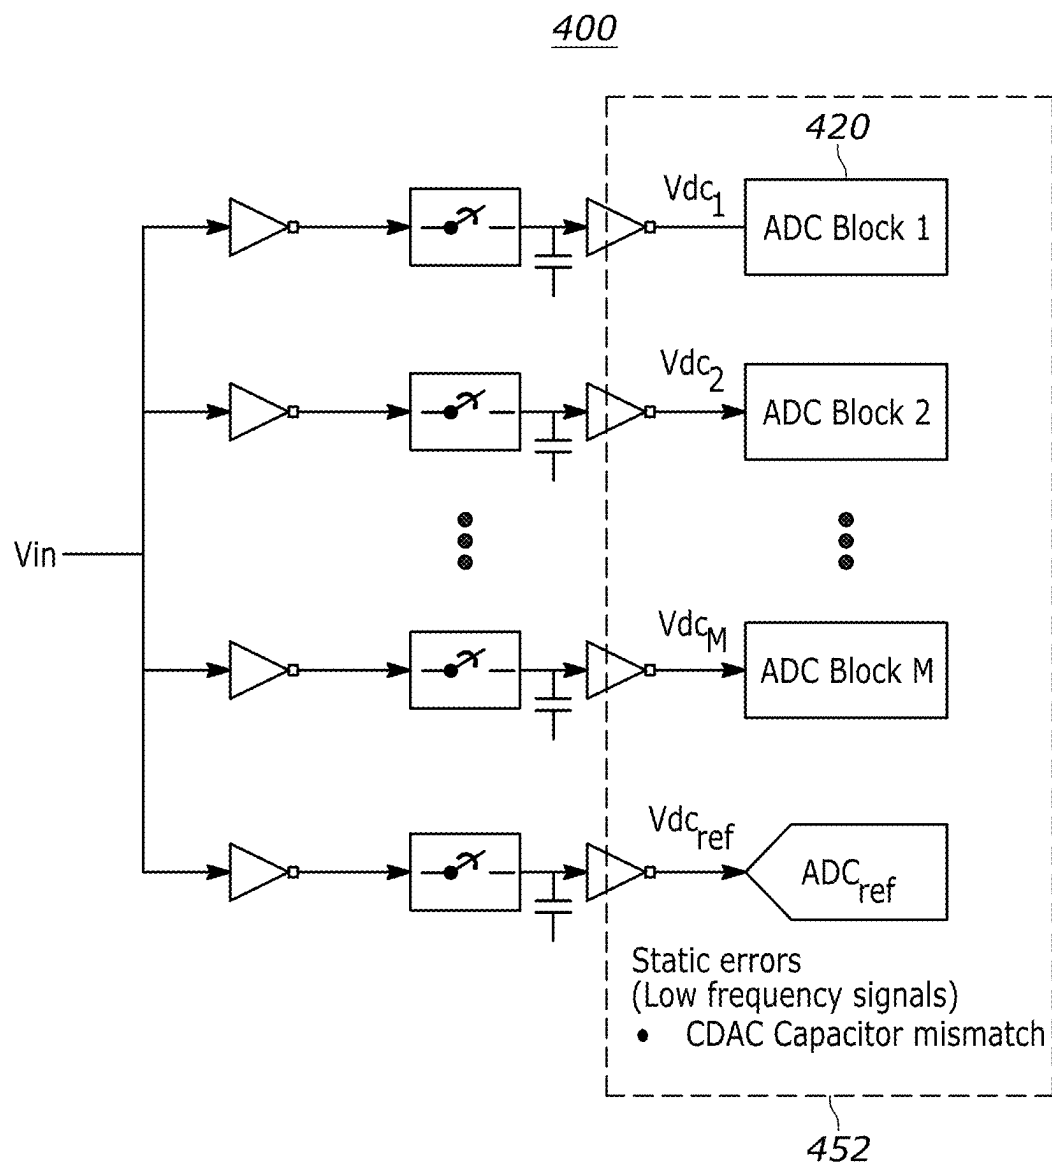 400
420
Vdc1
ADC Block 1
Vdc2
ADC Block 2
Vin
VdcM
ADC Block M
Vdcref
ADCref
Static errors
(Low frequency signals)
• CDAC Capacitor mismatch
452